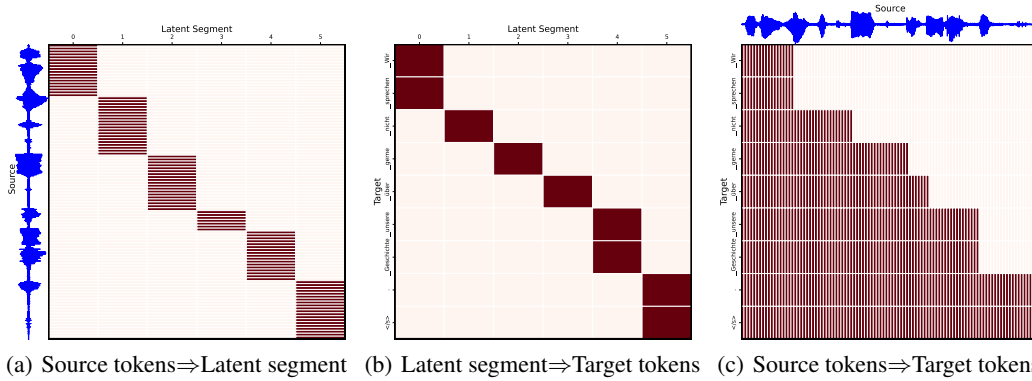 Latent Segment
0 1 2 3 4 5
Source
(a) Source tokens⇒Latent segment
Latent Segment
0 1 2 3 4 5
Target
_Wir
_sprechen
_nicht
_gerne
_über
_unsere
_Geschichte
.
</s>
(b) Latent segment⇒Target tokens
Source
Target
_Wir
_sprechen
_nicht
_gerne
_über
_unsere
_Geschichte
.
</s>
(c) Source tokens⇒Target token